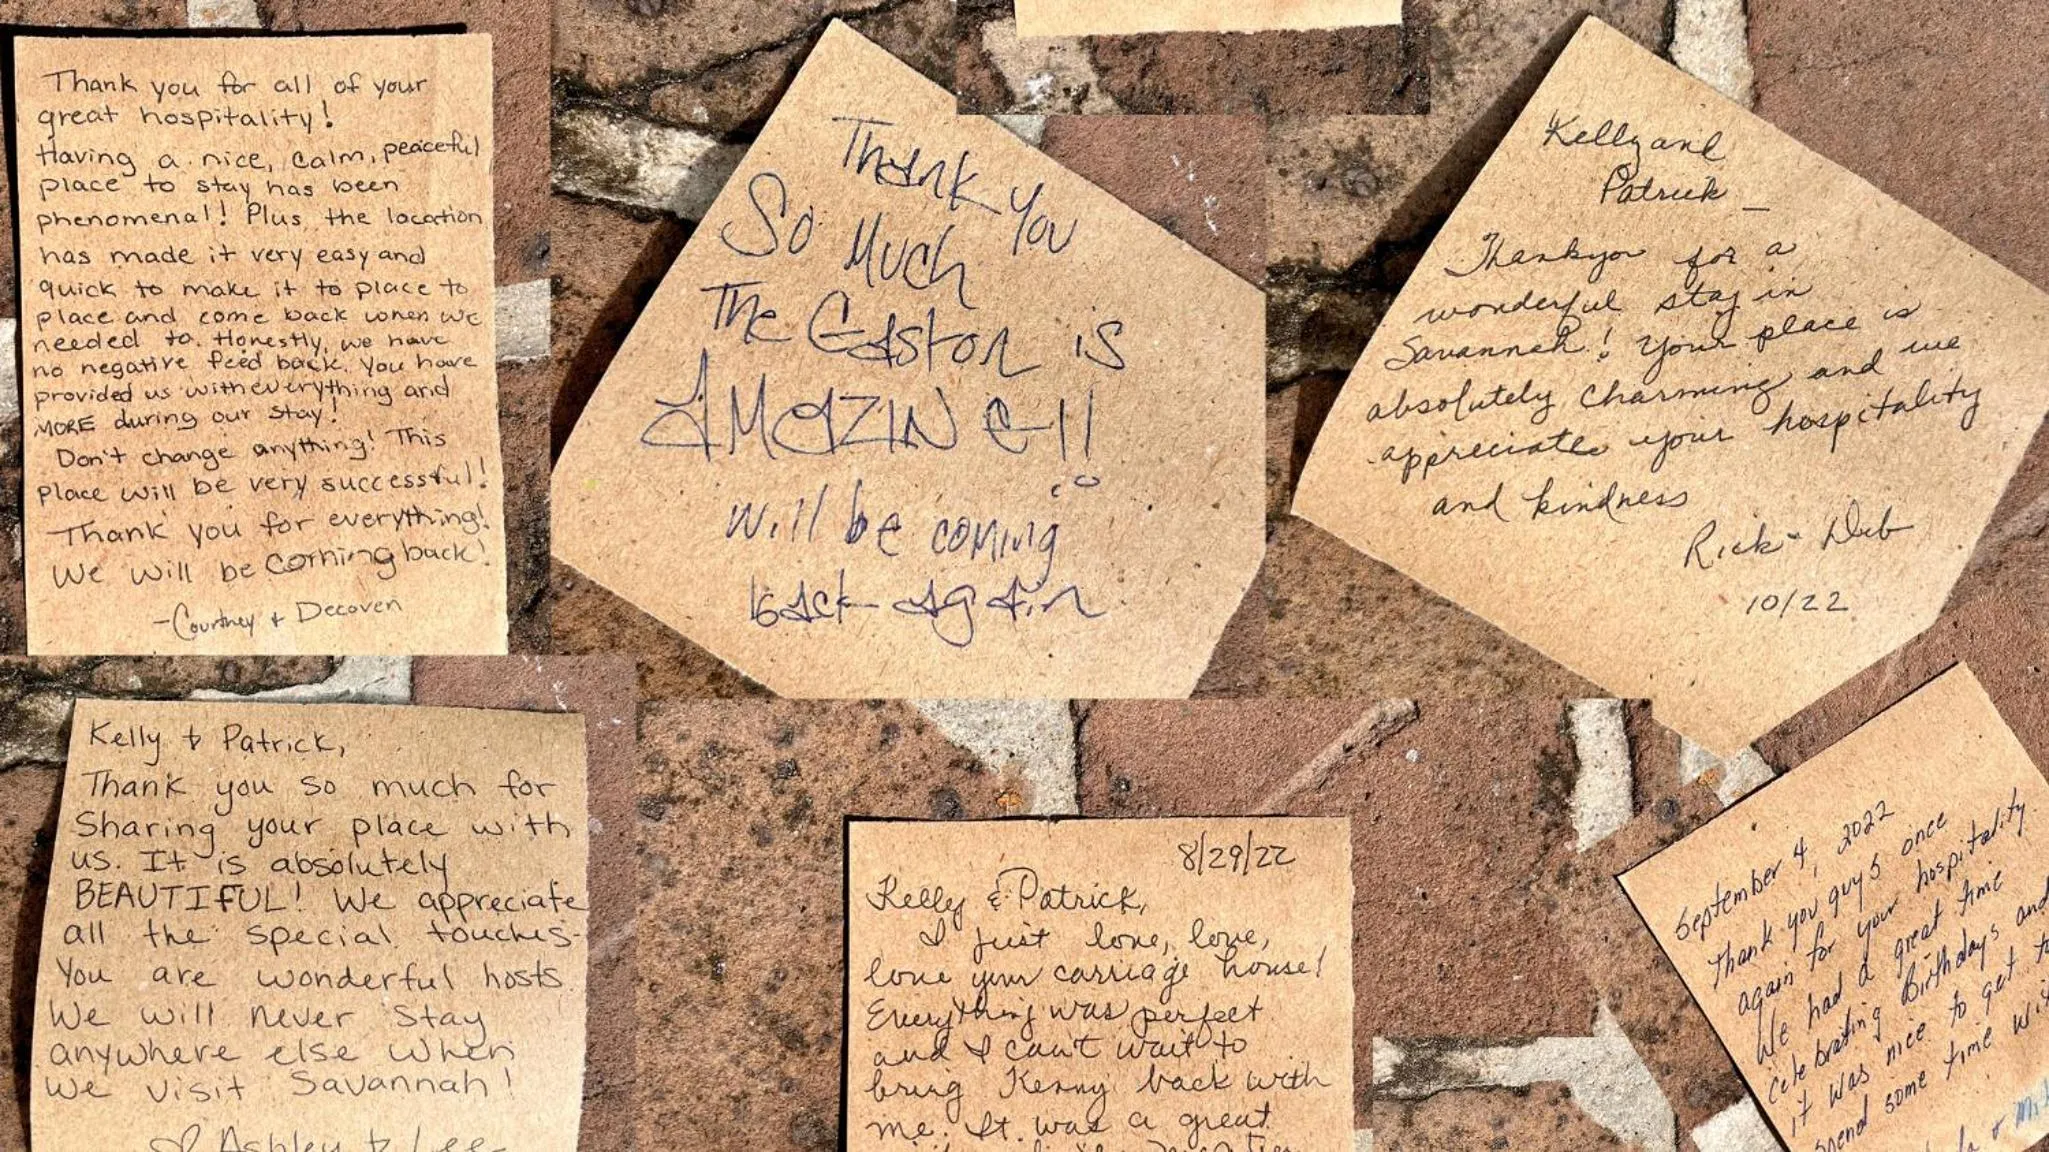 Thank you for all of your
great hospitality!
Having a nice, calm, peaceful
place to stay has been
phenomenal! Plus the location
has made it very easy and
quick to make it to place to
place and come back when we
needed to. Honestly, we have
no negative feed back. You have
provided us with everything and
MORE during our stay!
Don't change anything! This
place will be very successful!
Thank you for everything!
We will be coming back!
-Courtney & Decoven
Thank You
So Much
The Gaston is
AMAZING!!
will be coming
back again
Kelly and
Patrick -
Thankyou for a
wonderful stay in
Savannah! Your place is
absolutely charming and we
appreciate your hospitality
and kindness
Rick & Deb
10/22
Kelly & Patrick,
Thank you so much for
Sharing your place with
us. It is absolutely
BEAUTIFUL! We appreciate
all the special touches-
You are wonderful hosts.
We will never stay
anywhere else when
we visit Savannah!
Ashley & Lee
8/29/22
Kelly & Patrick,
I just love, love,
love your carriage house!
Everything was perfect
and I can't wait to
bring Kenny back with
me. It was a great
September 4, 2022
Thank you guys once
again for your hospitality.
We had a great time
celebrating Birthdays and
it was nice to get to
spend some time